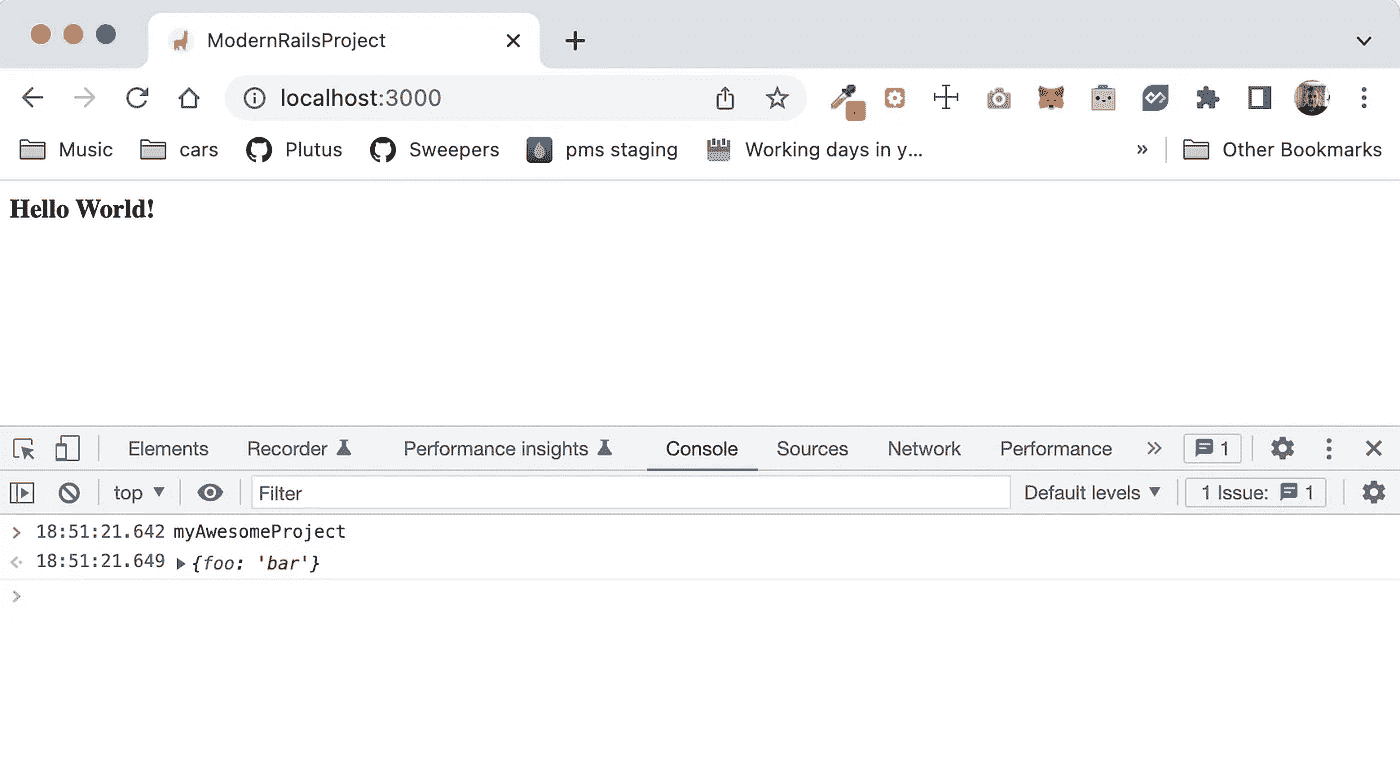 ModernRailsProject
localhost:3000
Music cars Plutus Sweepers pms staging Working days in y... » Other Bookmarks
Hello World!
Elements Recorder Performance insights Console Sources Network Performance » 1
top Filter Default levels 1 Issue: 1
> 18:51:21.642 myAwesomeProject
18:51:21.649 {foo: 'bar'}
>